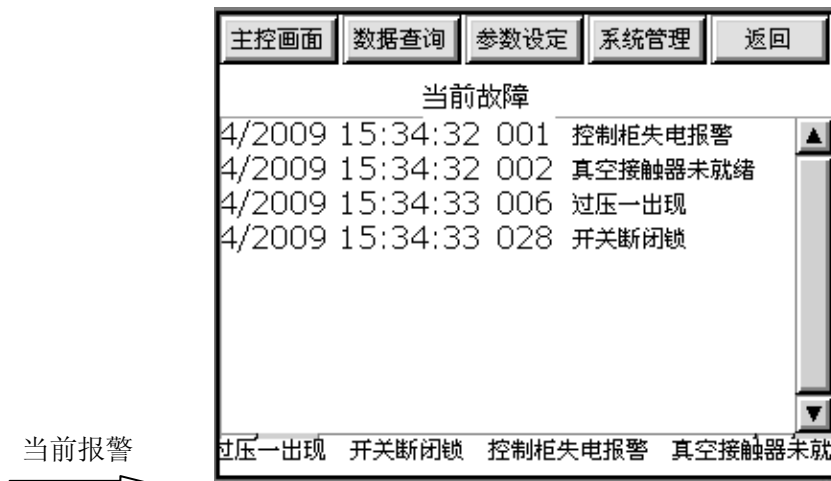 主控画面 数据查询 参数设定 系统管理 返回
当前故障
4/2009 15:34:32 001 控制柜失电报警
4/2009 15:34:32 002 真空接触器未就绪
4/2009 15:34:33 006 过压一出现
4/2009 15:34:33 028 开关断闭锁
当前报警
过压一出现 开关断闭锁 控制柜失电报警 真空接触器未就